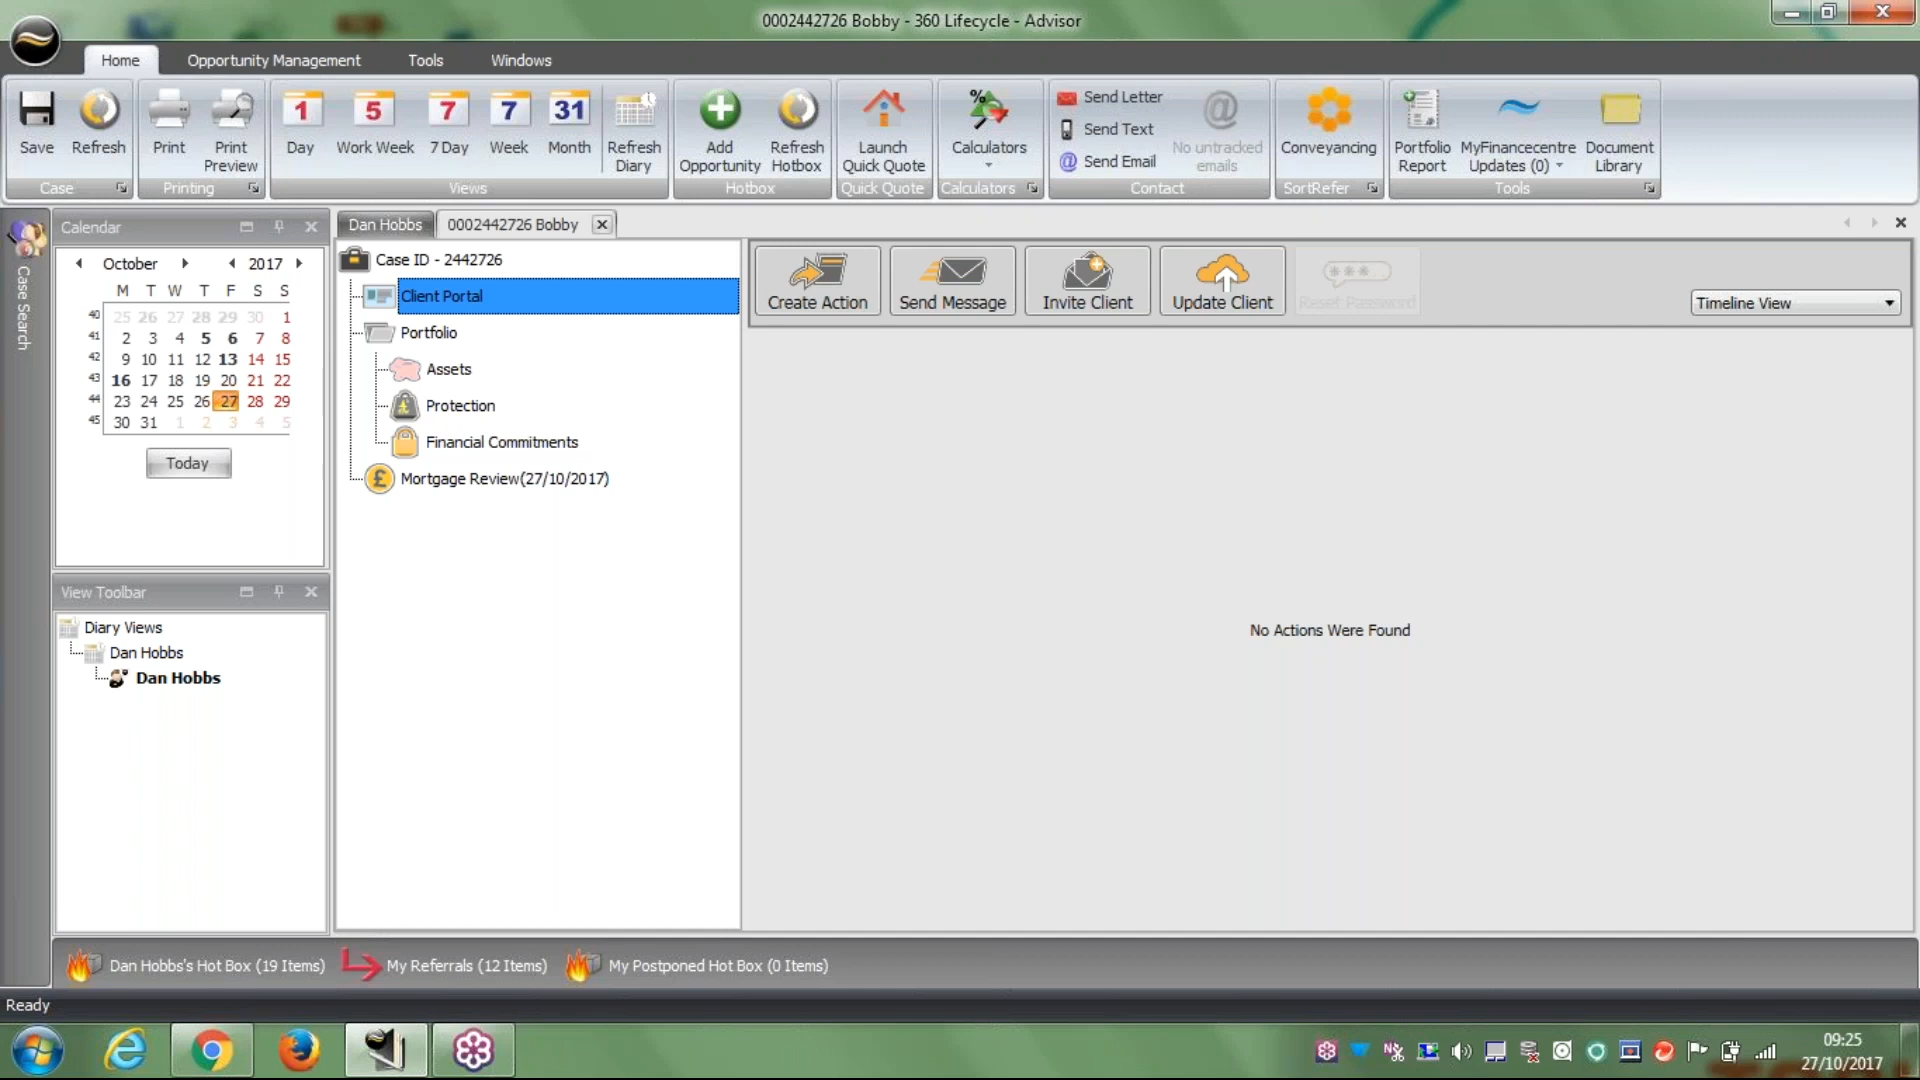 0002442726 Bobby - 360 Lifecycle - Advisor
Home
Opportunity Management
Tools
Windows
Save
Refresh
Case
Print
Print Preview
Printing
1
Day
5
Work Week
7
7 Day
7
Week
31
Month
Refresh Diary
Views
Add Opportunity
Refresh Hotbox
Hotbox
Launch Quick Quote
Quick Quote
%
Calculators
Calculators
Send Letter
Send Text
@ Send Email
@
No untracked emails
Contact
Conveyancing
SortRefer
Portfolio Report
MyFinancecentre Updates (0)
Document Library
Tools
Case Search
Calendar
October
2017
M T W T F S S
40 25 26 27 28 29 30 1
41 2 3 4 5 6 7 8
42 9 10 11 12 13 14 15
43 16 17 18 19 20 21 22
44 23 24 25 26 27 28 29
45 30 31 1 2 3 4 5
Today
View Toolbar
Diary Views
Dan Hobbs
Dan Hobbs
Dan Hobbs
0002442726 Bobby
Case ID - 2442726
Client Portal
Portfolio
Assets
Protection
Financial Commitments
£
Mortgage Review(27/10/2017)
Create Action
Send Message
Invite Client
Update Client
Reset Password
Timeline View
No Actions Were Found
Dan Hobbs's Hot Box (19 Items)
My Referrals (12 Items)
My Postponed Hot Box (0 Items)
Ready
09:25
27/10/2017